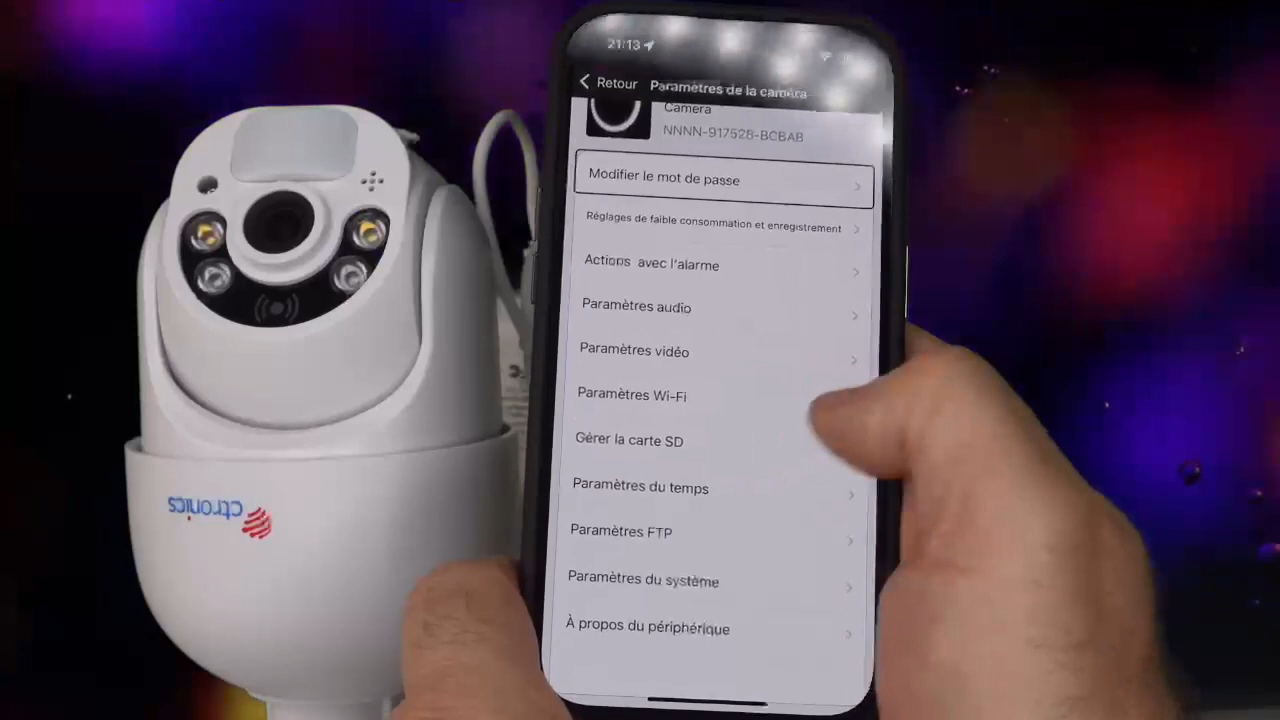 21:13
Retour Paramètres de la caméra
Camera
NNNN-917528-BCBAB
Modifier le mot de passe
Réglages de faible consommation et enregistrement
Actions avec l'alarme
Paramètres audio
Paramètres vidéo
Paramètres Wi-Fi
Gérer la carte SD
Paramètres du temps
Paramètres FTP
Paramètres du système
À propos du périphérique
ctronics